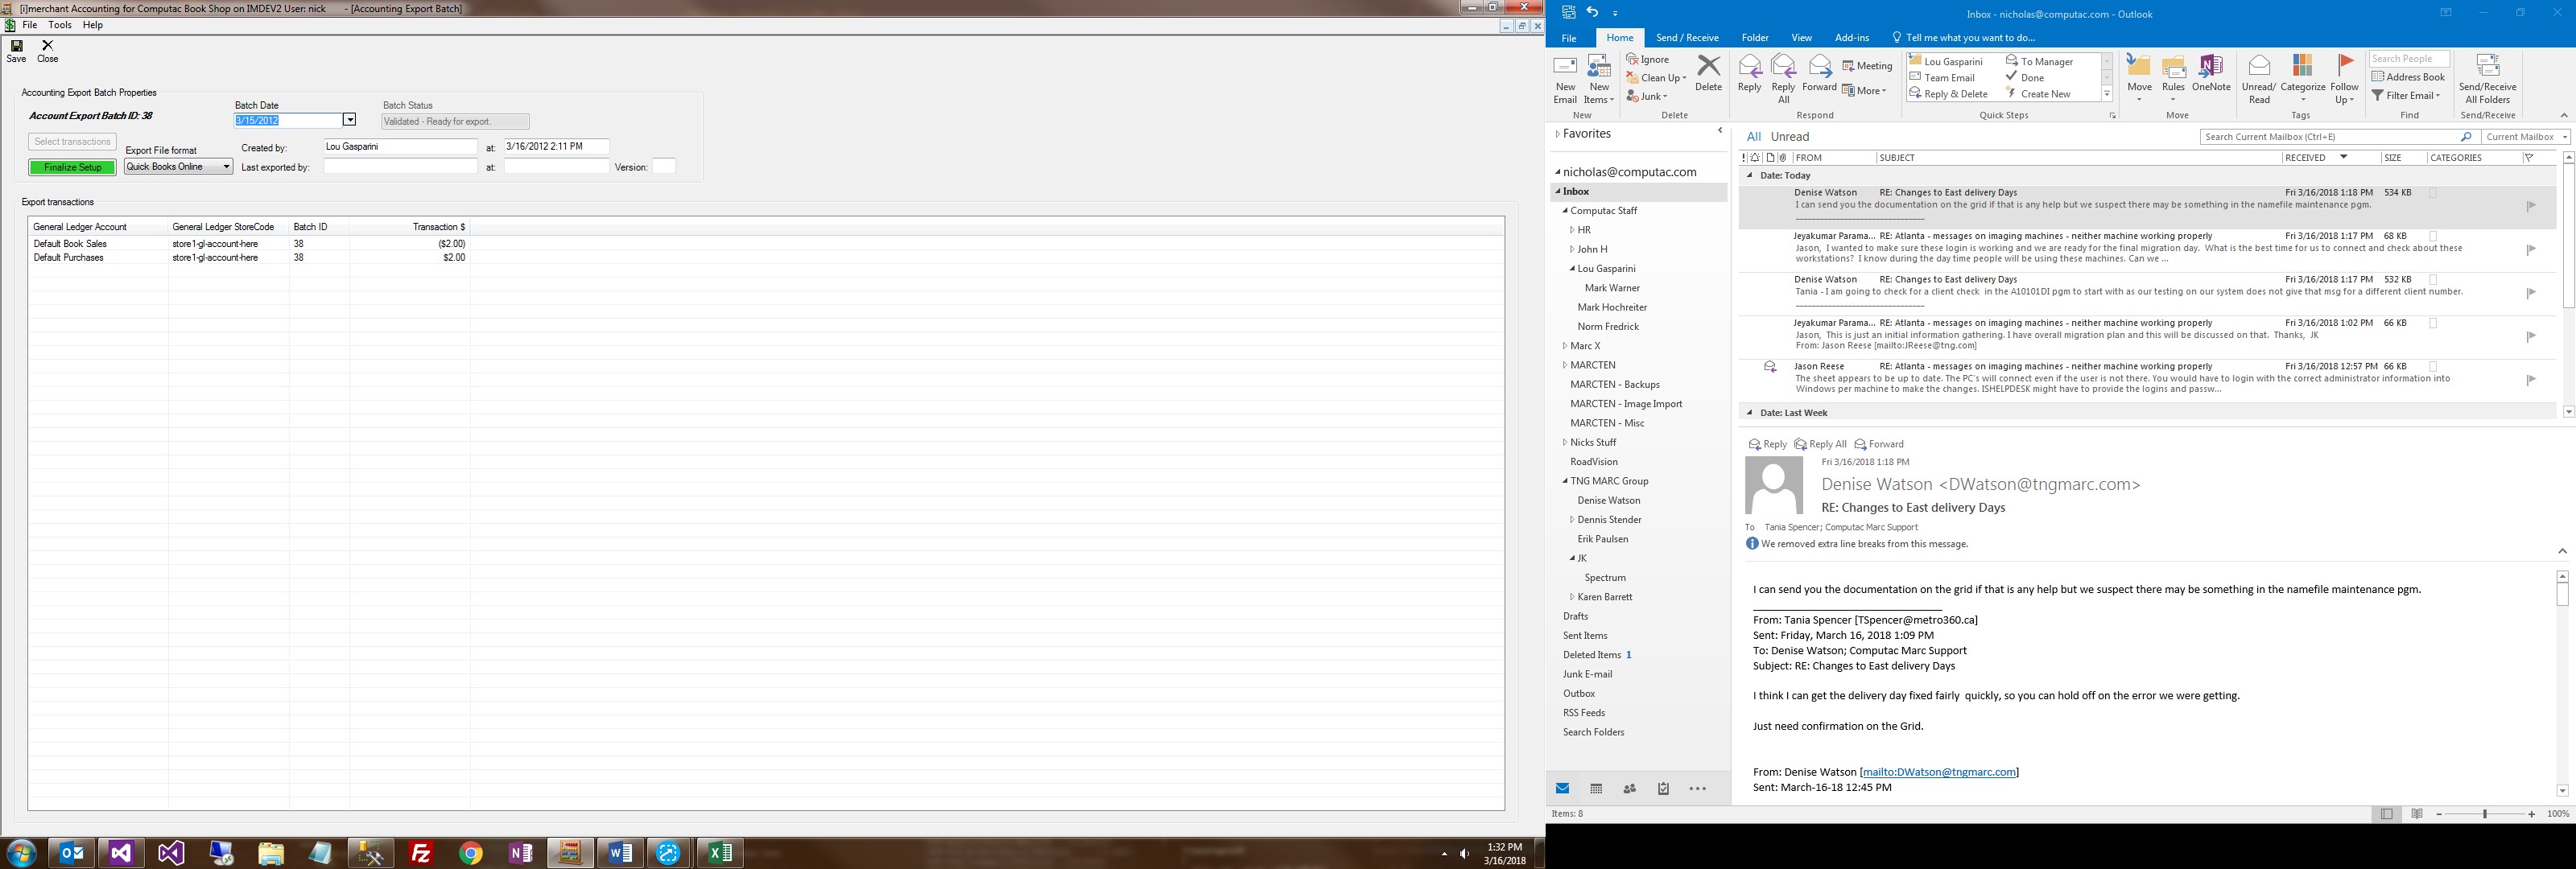 [i]merchant Accounting for Computac Book Shop on IMDEV2 User: nick - [Accounting Export Batch]
File Tools Help
Save Close
Accounting Export Batch Properties
Account Export Batch ID: 38
Batch Date
3/15/2012
Batch Status
Validated - Ready for export.
Select transactions
Finalize Setup
Export File format
Quick Books Online
Created by: Lou Gasparini at: 3/16/2012 2:11 PM
Last exported by: at: Version:
Export transactions
General Ledger Account General Ledger StoreCode Batch ID Transaction $
Default Book Sales store1-gl-account-here 38 ($2.00)
Default Purchases store1-gl-account-here 38 $2.00
1:32 PM
3/16/2018
Inbox - nicholas@computac.com - Outlook
File Home Send / Receive Folder View Add-ins Tell me what you want to do...
New Email
New Items
New
Ignore
Clean Up
Junk
Delete
Delete
Reply
Reply All
Forward
Meeting
More
Respond
Lou Gasparini
Team Email
Reply & Delete
To Manager
Done
Create New
Quick Steps
Move
Rules
OneNote
Move
Unread/ Read
Categorize
Follow Up
Tags
Search People
Address Book
Filter Email
Find
Send/Receive All Folders
Send/Receive
Favorites
nicholas@computac.com
Inbox
Computac Staff
HR
John H
Lou Gasparini
Mark Warner
Mark Hochreiter
Norm Fredrick
Marc X
MARCTEN
MARCTEN - Backups
MARCTEN - Image Import
MARCTEN - Misc
Nicks Stuff
RoadVision
TNG MARC Group
Denise Watson
Dennis Stender
Erik Paulsen
JK
Spectrum
Karen Barrett
Drafts
Sent Items
Deleted Items 1
Junk E-mail
Outbox
RSS Feeds
Search Folders
Items: 8
All Unread
Search Current Mailbox (Ctrl+E) Current Mailbox
FROM SUBJECT RECEIVED SIZE CATEGORIES
Date: Today
Denise Watson RE: Changes to East delivery Days Fri 3/16/2018 1:18 PM 534 KB
I can send you the documentation on the grid if that is any help but we suspect there may be something in the namefile maintenance pgm.
Jeyakumar Parama... RE: Atlanta - messages on imaging machines - neither machine working properly Fri 3/16/2018 1:17 PM 68 KB
Jason, I wanted to make sure these login is working and we are ready for the final migration day. What is the best time for us to connect and check about these
workstations? I know during the day time people will be using these machines. Can we ...
Denise Watson RE: Changes to East delivery Days Fri 3/16/2018 1:17 PM 532 KB
Tania - I am going to check for a client check in the A10101DI pgm to start with as our testing on our system does not give that msg for a different client number.
Jeyakumar Parama... RE: Atlanta - messages on imaging machines - neither machine working properly Fri 3/16/2018 1:02 PM 66 KB
Jason, This is just an initial information gathering. I have overall migration plan and this will be discussed on that. Thanks, JK
From: Jason Reese [mailto:JReese@tng.com]
Jason Reese RE: Atlanta - messages on imaging machines - neither machine working properly Fri 3/16/2018 12:57 PM 66 KB
The sheet appears to be up to date. The PC's will connect even if the user is not there. You would have to login with the correct administrator information into
Windows per machine to make the changes. ISHELPDESK might have to provide the logins and passw...
Date: Last Week
Reply Reply All Forward
Fri 3/16/2018 1:18 PM
Denise Watson <DWatson@tngmarc.com>
RE: Changes to East delivery Days
To Tania Spencer; Computac Marc Support
We removed extra line breaks from this message.
I can send you the documentation on the grid if that is any help but we suspect there may be something in the namefile maintenance pgm.
From: Tania Spencer [TSpencer@metro360.ca]
Sent: Friday, March 16, 2018 1:09 PM
To: Denise Watson; Computac Marc Support
Subject: RE: Changes to East delivery Days
I think I can get the delivery day fixed fairly quickly, so you can hold off on the error we were getting.
Just need confirmation on the Grid.
From: Denise Watson [mailto:DWatson@tngmarc.com]
Sent: March-16-18 12:45 PM
100%